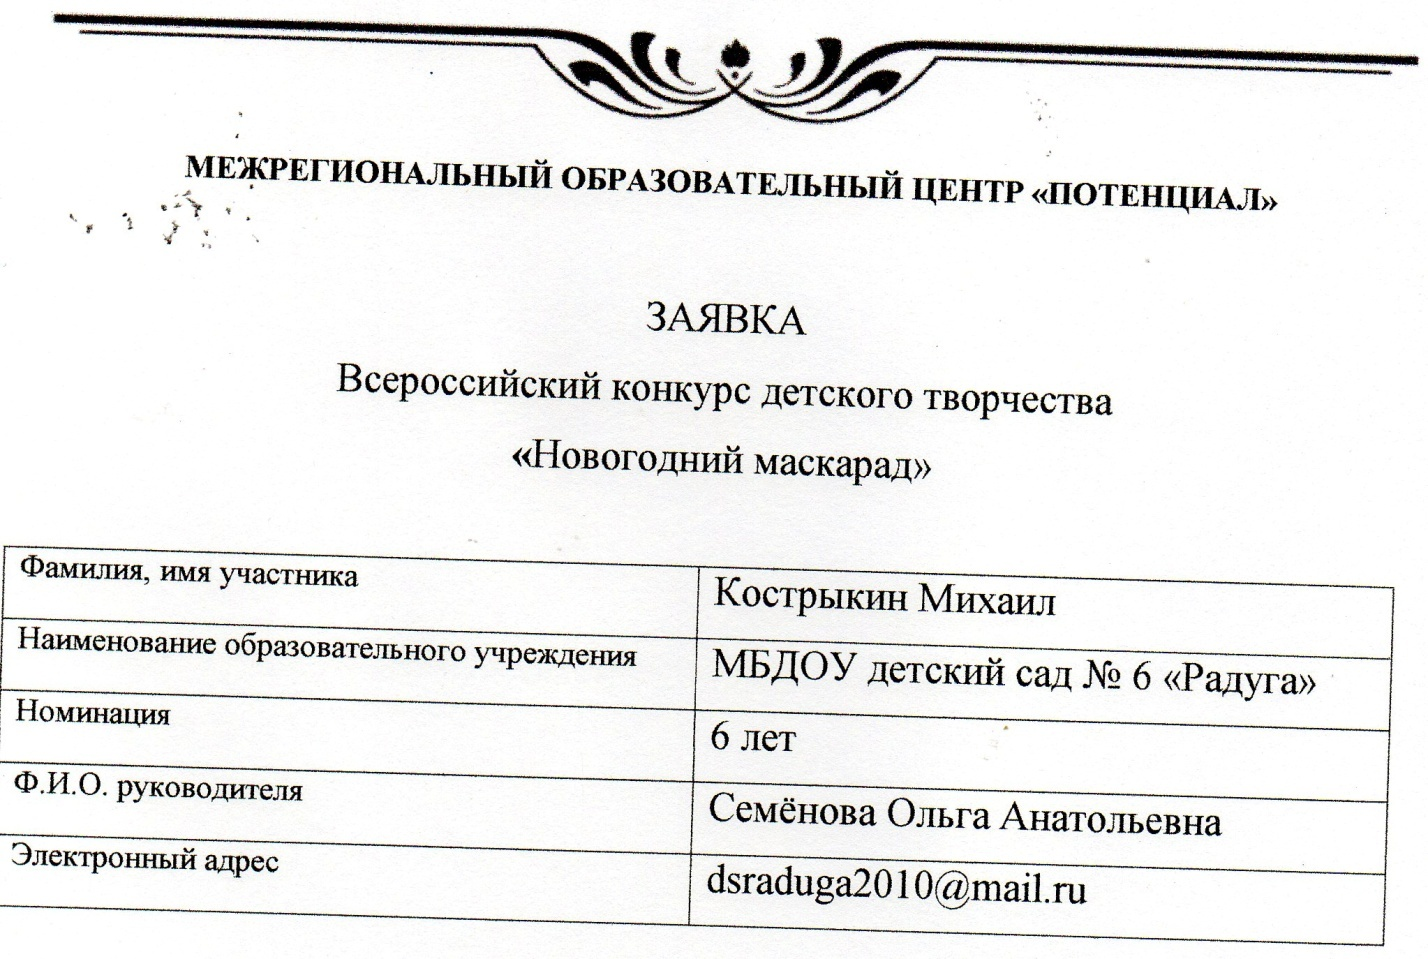 МЕЖРЕГИОНАЛЬНЫЙ ОБРАЗОВАТЕЛЬНЫЙ ЦЕНТР «ПОТЕНЦИАЛ»
ЗАЯВКА
Всероссийский конкурс детского творчества
«Новогодний маскарад»
Фамилия, имя участника
Кострыкин Михаил
Наименование образовательного учреждения
МБДОУ детский сад № 6 «Радуга»
Номинация
6 лет
Ф.И.О. руководителя
Семёнова Ольга Анатольевна
Электронный адрес
dsraduga2010@mail.ru